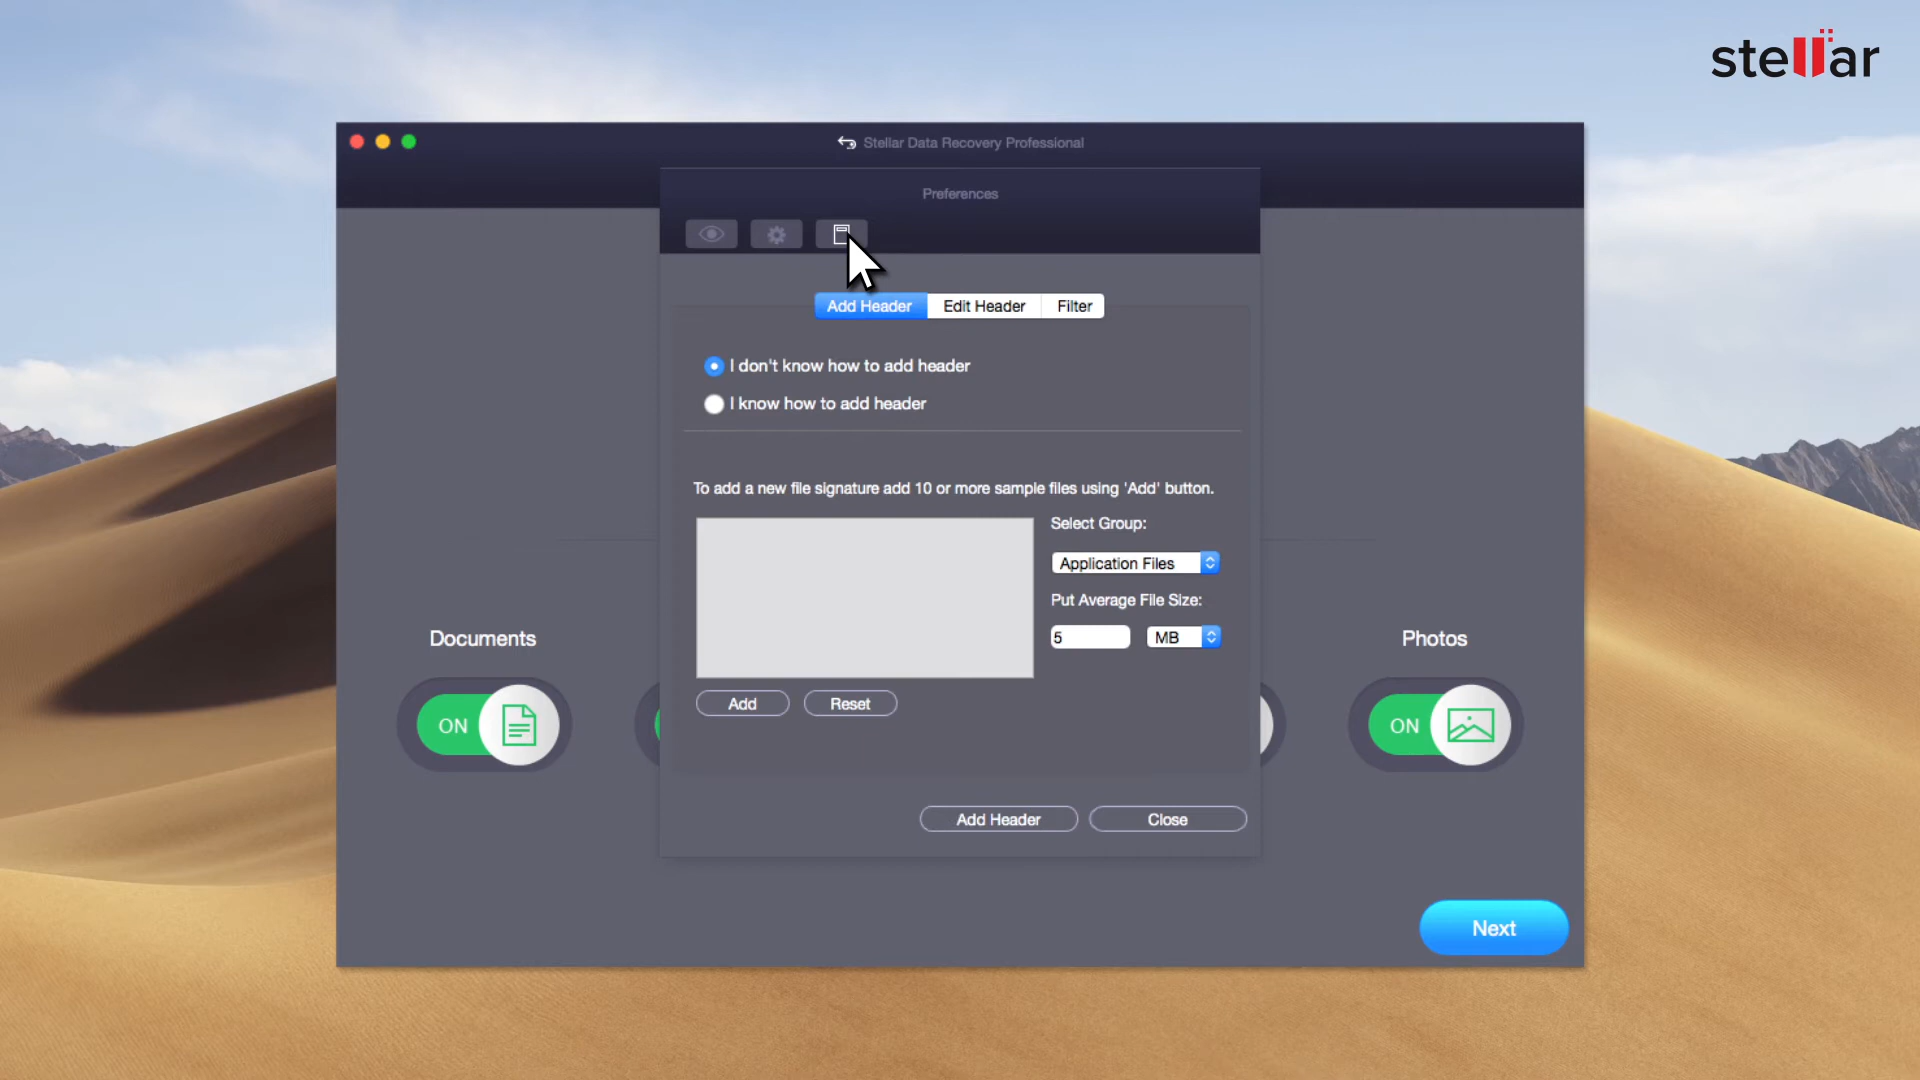 stellar
Stellar Data Recovery Professional
Preferences
Add Header
Edit Header
Filter
I don't know how to add header
I know how to add header
To add a new file signature add 10 or more sample files using 'Add' button.
Select Group:
Application Files
Put Average File Size:
5
MB
Documents
Photos
ON
ON
Add
Reset
Add Header
Close
Next